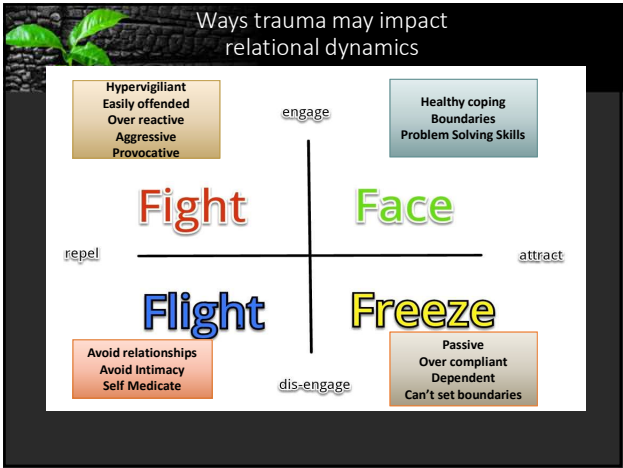 Ways trauma may impact
relational dynamics
Hypervigiliant
Easily offended
Over reactive
Aggressive
Provocative
engage
Healthy coping
Boundaries
Problem Solving Skills
Fight
Face
repel
attract
Flight
Freeze
Avoid relationships
Avoid Intimacy
Self Medicate
dis-engage
Passive
Over compliant
Dependent
Can't set boundaries